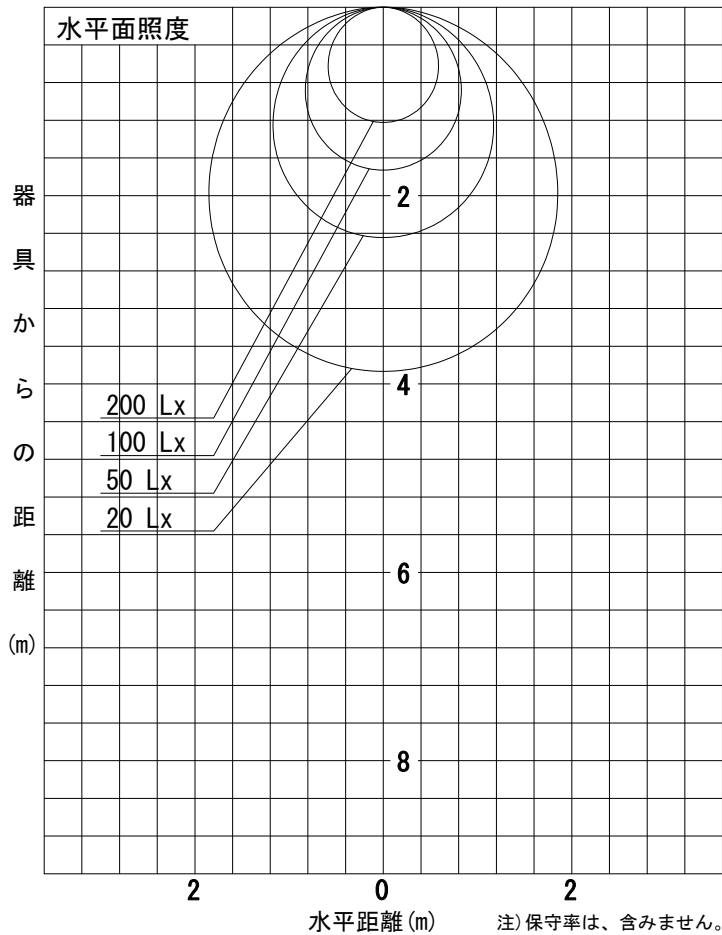 水平面照度
器具からの距離(m)
2
4
6
8
200 Lx
100 Lx
50 Lx
20 Lx
2 0 2
水平距離(m)
注)保守率は、含みません。